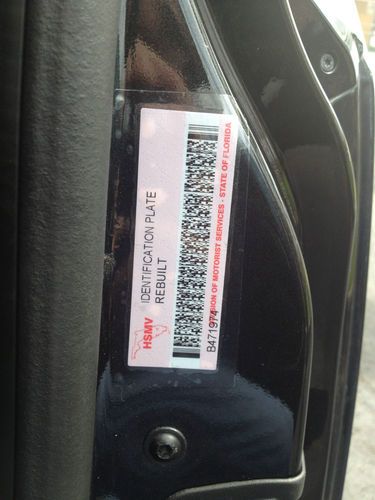 HSMV
IDENTIFICATION PLATE
REBUILT
B471974
DIVISION OF MOTORIST SERVICES - STATE OF FLORIDA